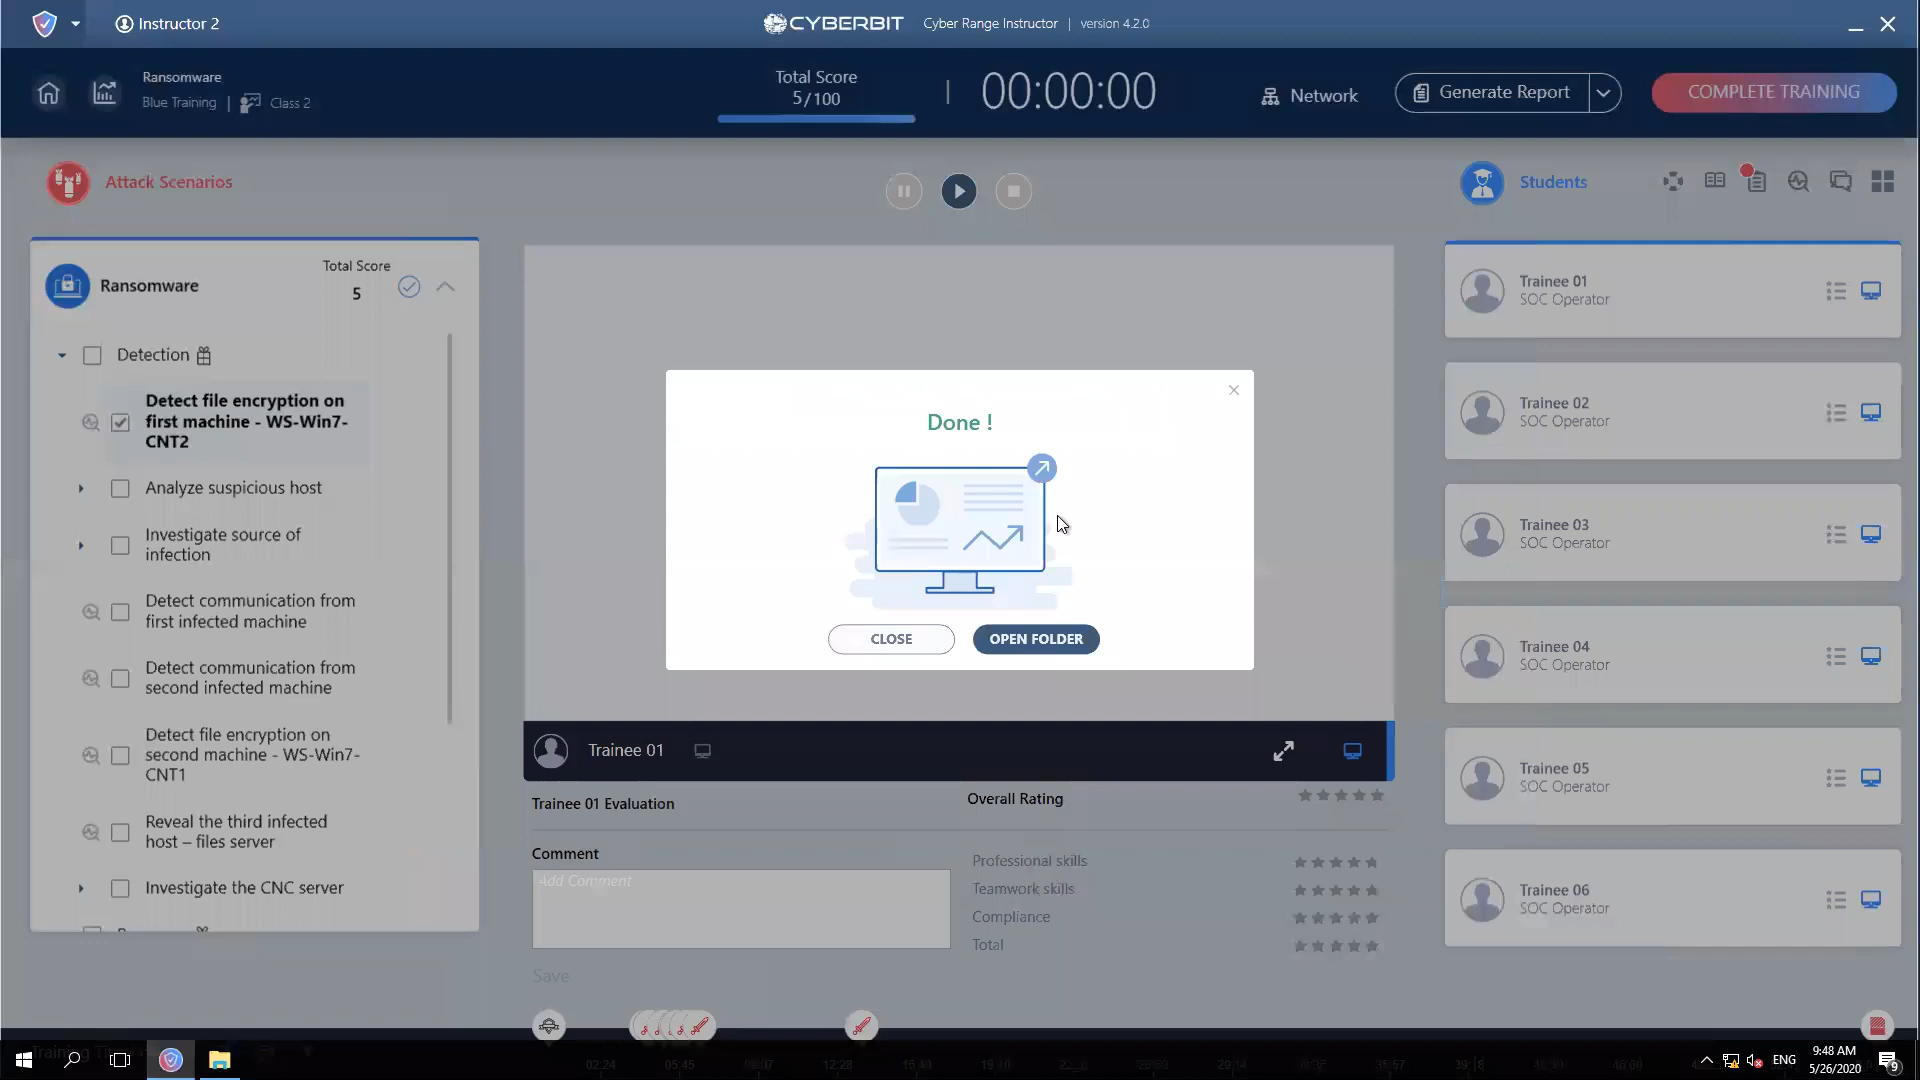 Instructor 2
CYBERBIT Cyber Range Instructor | version 4.2.0
Ransomware
Blue Training | Class 2
Total Score
5/100
00:00:00
Network
Generate Report
COMPLETE TRAINING
Attack Scenarios
Students
Ransomware
Total Score
5
Detection
Detect file encryption on
first machine - WS-Win7-
CNT2
Analyze suspicious host
Investigate source of
infection
Detect communication from
first infected machine
Detect communication from
second infected machine
Detect file encryption on
second machine - WS-Win7-
CNT1
Reveal the third infected
host – files server
Investigate the CNC server
Done !
CLOSE
OPEN FOLDER
Trainee 01
Trainee 01 Evaluation
Overall Rating
Comment
Add Comment
Professional skills
Teamwork skills
Compliance
Total
Save
Trainee 01
SOC Operator
Trainee 02
SOC Operator
Trainee 03
SOC Operator
Trainee 04
SOC Operator
Trainee 05
SOC Operator
Trainee 06
SOC Operator
02:24 05:45
ENG
9:48 AM
5/26/2020
9